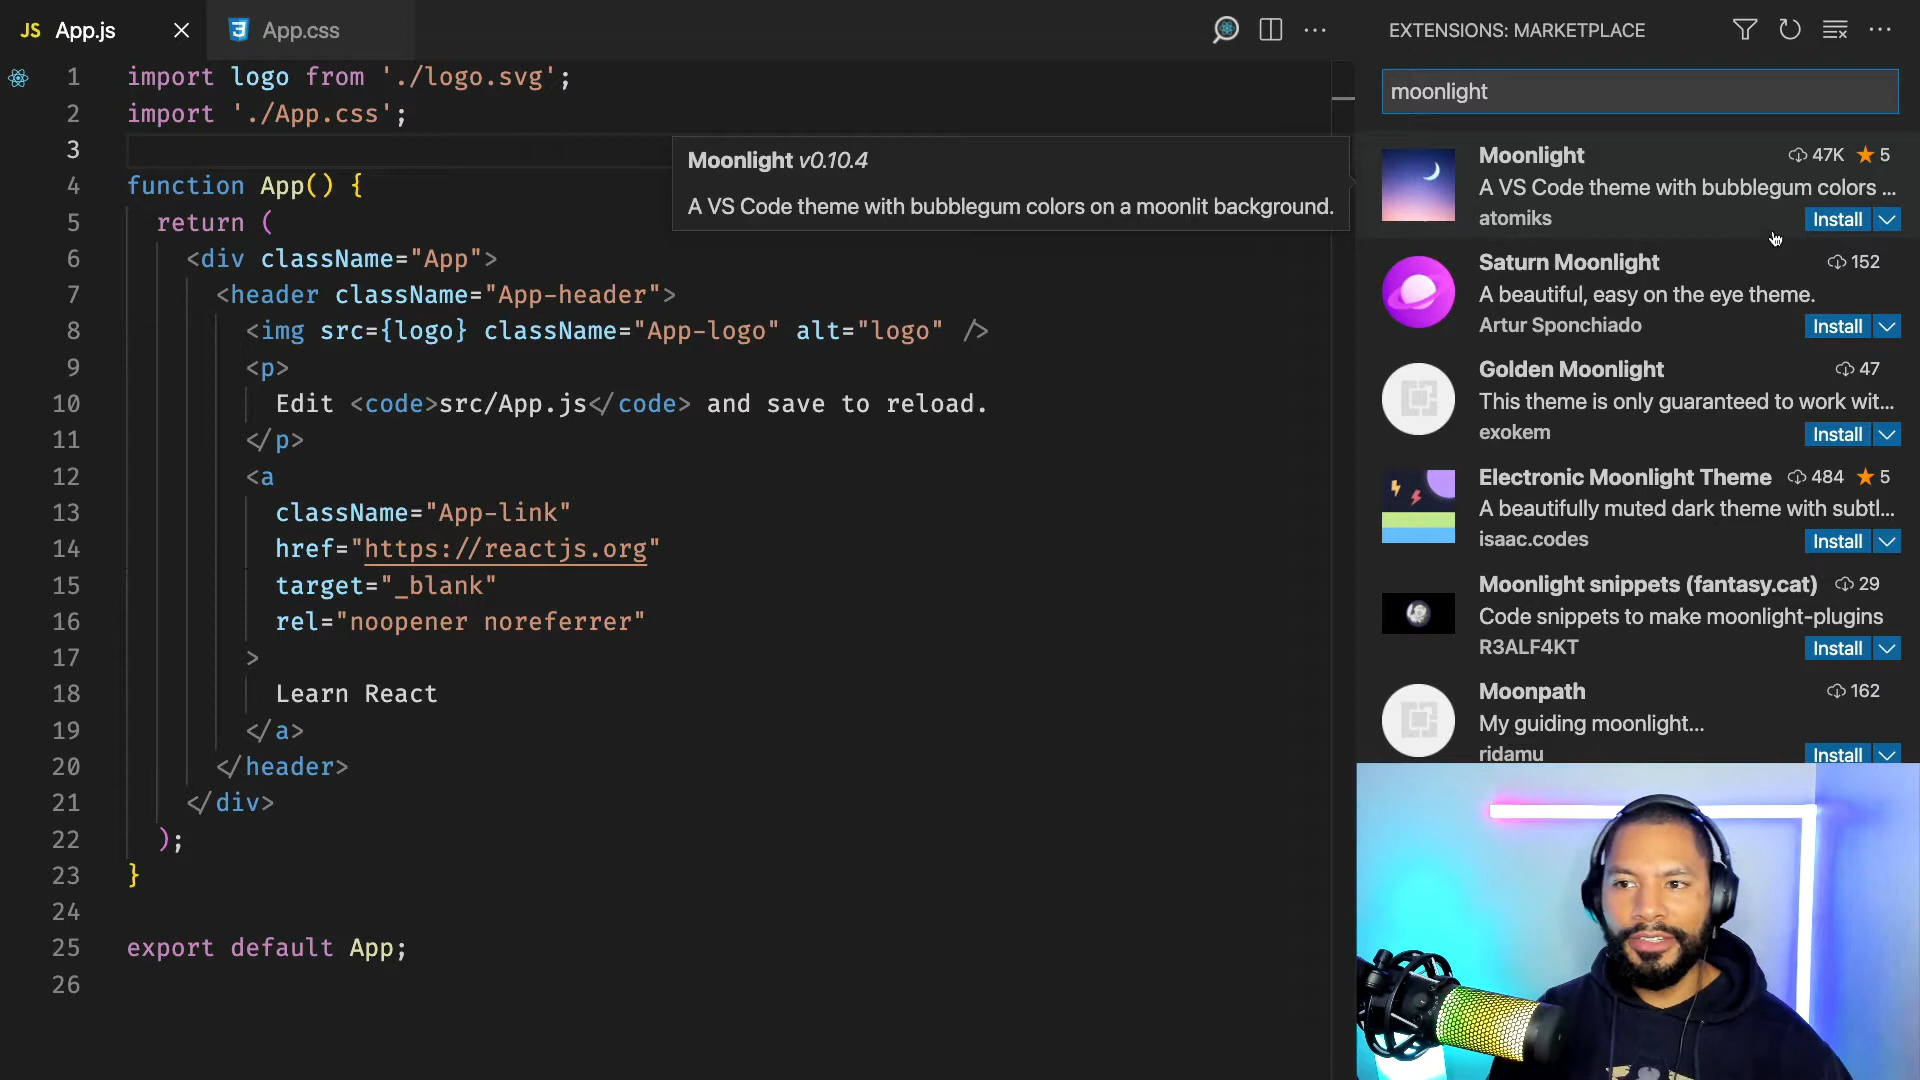 JS App.js
App.css
EXTENSIONS: MARKETPLACE
moonlight
1 import logo from './logo.svg';
2 import './App.css';
3
4 function App() {
5 return (
6 <div className="App">
7 <header className="App-header">
8 <img src={logo} className="App-logo" alt="logo" />
9 <p>
10 Edit <code>src/App.js</code> and save to reload.
11 </p>
12 <a
13 className="App-link"
14 href="https://reactjs.org"
15 target="_blank"
16 rel="noopener noreferrer"
17 >
18 Learn React
19 </a>
20 </header>
21 </div>
22 );
23 }
24
25 export default App;
26
Moonlight v0.10.4
A VS Code theme with bubblegum colors on a moonlit background.
Moonlight 47K 5
A VS Code theme with bubblegum colors ...
atomiks Install
Saturn Moonlight 152
A beautiful, easy on the eye theme.
Artur Sponchiado Install
Golden Moonlight 47
This theme is only guaranteed to work wit...
exokem Install
Electronic Moonlight Theme 484 5
A beautifully muted dark theme with subtl...
isaac.codes Install
Moonlight snippets (fantasy.cat) 29
Code snippets to make moonlight-plugins
R3ALF4KT Install
Moonpath 162
My guiding moonlight...
ridamu Install